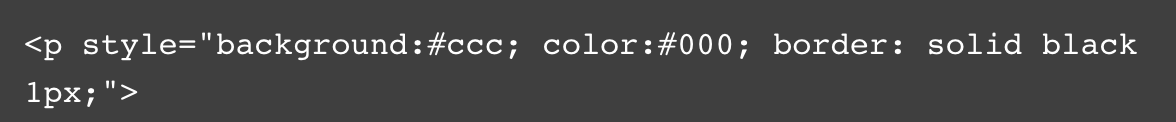 <p style="background:#ccc; color:#000; border: solid black
1px;">